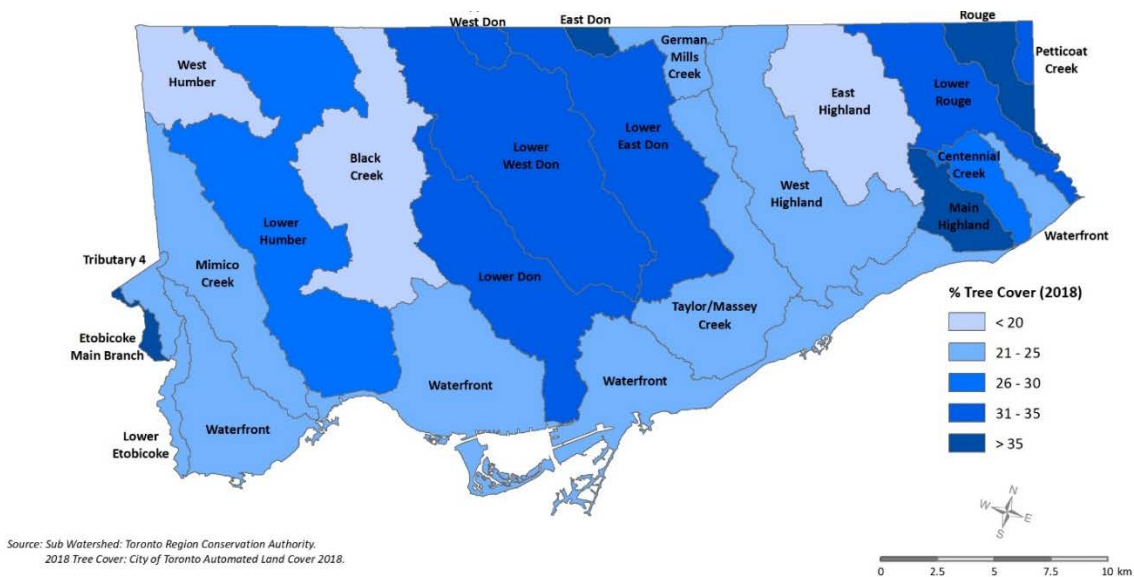 West Don
East Don
Rouge
German
Mills
Creek
Petticoat
Creek
West
Humber
East
Highland
Lower
Rouge
Black
Creek
Lower
West Don
Lower
East Don
Centennial
Creek
West
Highland
Main
Highland
Lower
Humber
Waterfront
Tributary 4
Mimico
Creek
Lower Don
Taylor/Massey
Creek
Etobicoke
Main Branch
Waterfront
Waterfront
Lower
Etobicoke
Waterfront
% Tree Cover (2018)
< 20
21 - 25
26 - 30
31 - 35
> 35
N
W
E
S
Source: Sub Watershed: Toronto Region Conservation Authority.
2018 Tree Cover: City of Toronto Automated Land Cover 2018.
0 2.5 5 7.5 10 km